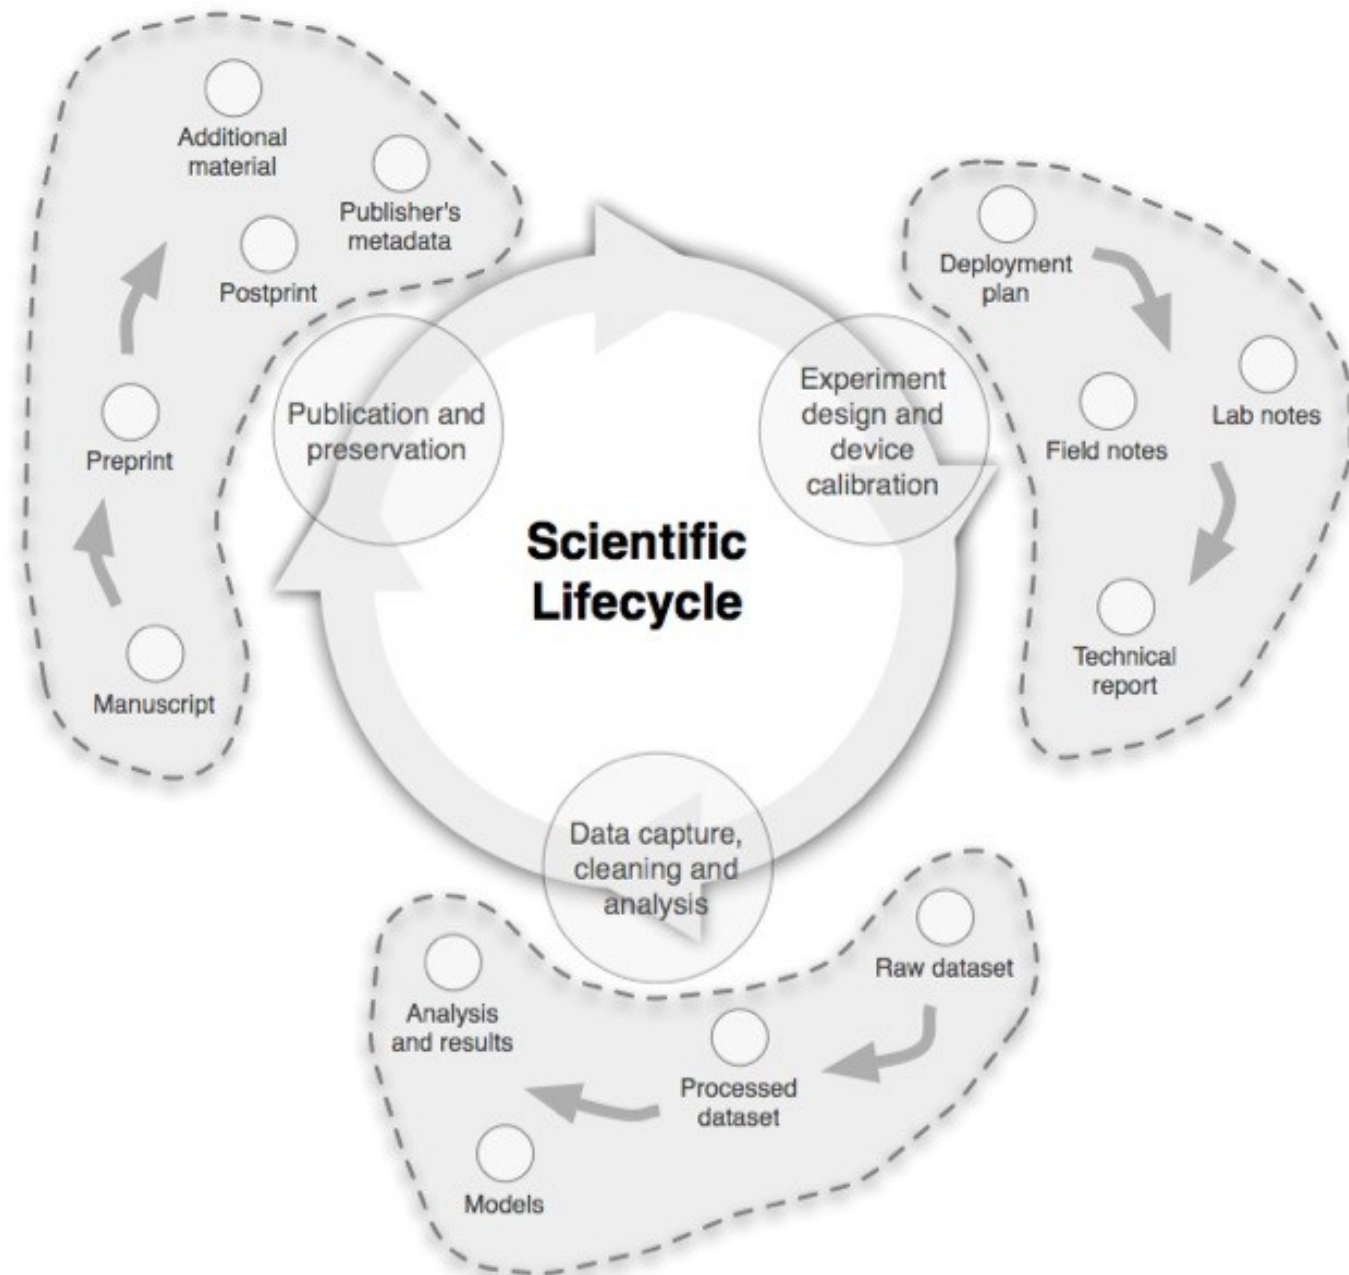 Additional
material
Publisher's
metadata
Postprint
Preprint
Manuscript
Publication and
preservation
Scientific
Lifecycle
Experiment
design and
device
calibration
Deployment
plan
Lab notes
Field notes
Technical
report
Data capture,
cleaning and
analysis
Raw dataset
Processed
dataset
Analysis
and results
Models